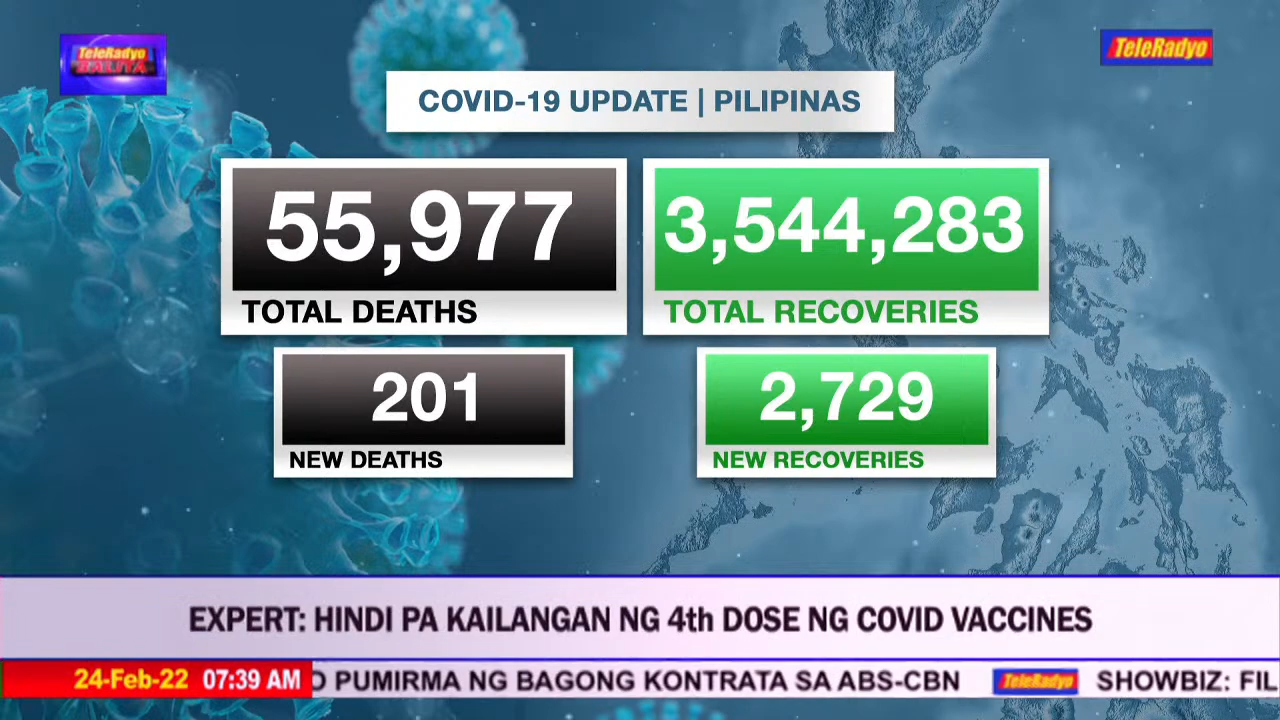 TeleRadyo
BALITA
TeleRadyo
COVID-19 UPDATE | PILIPINAS
55,977
TOTAL DEATHS
3,544,283
TOTAL RECOVERIES
201
NEW DEATHS
2,729
NEW RECOVERIES
EXPERT: HINDI PA KAILANGAN NG 4th DOSE NG COVID VACCINES
24-Feb-22 07:39 AM
O PUMIRMA NG BAGONG KONTRATA SA ABS-CBN TeleRadyo SHOWBIZ: FIL